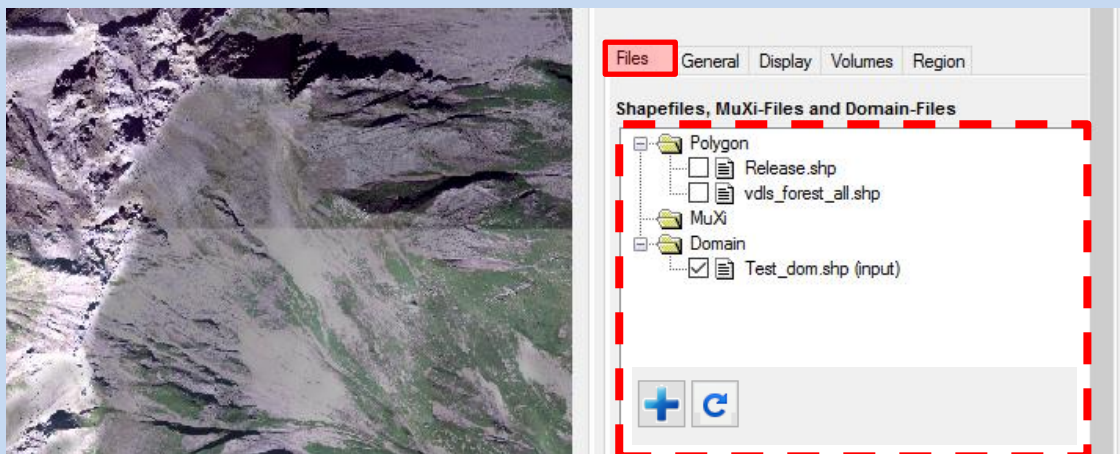 Files General Display Volumes Region
Shapefiles, MuXi-Files and Domain-Files
Polygon
Release.shp
vdls_forest_all.shp
MuXi
Domain
Test_dom.shp (input)